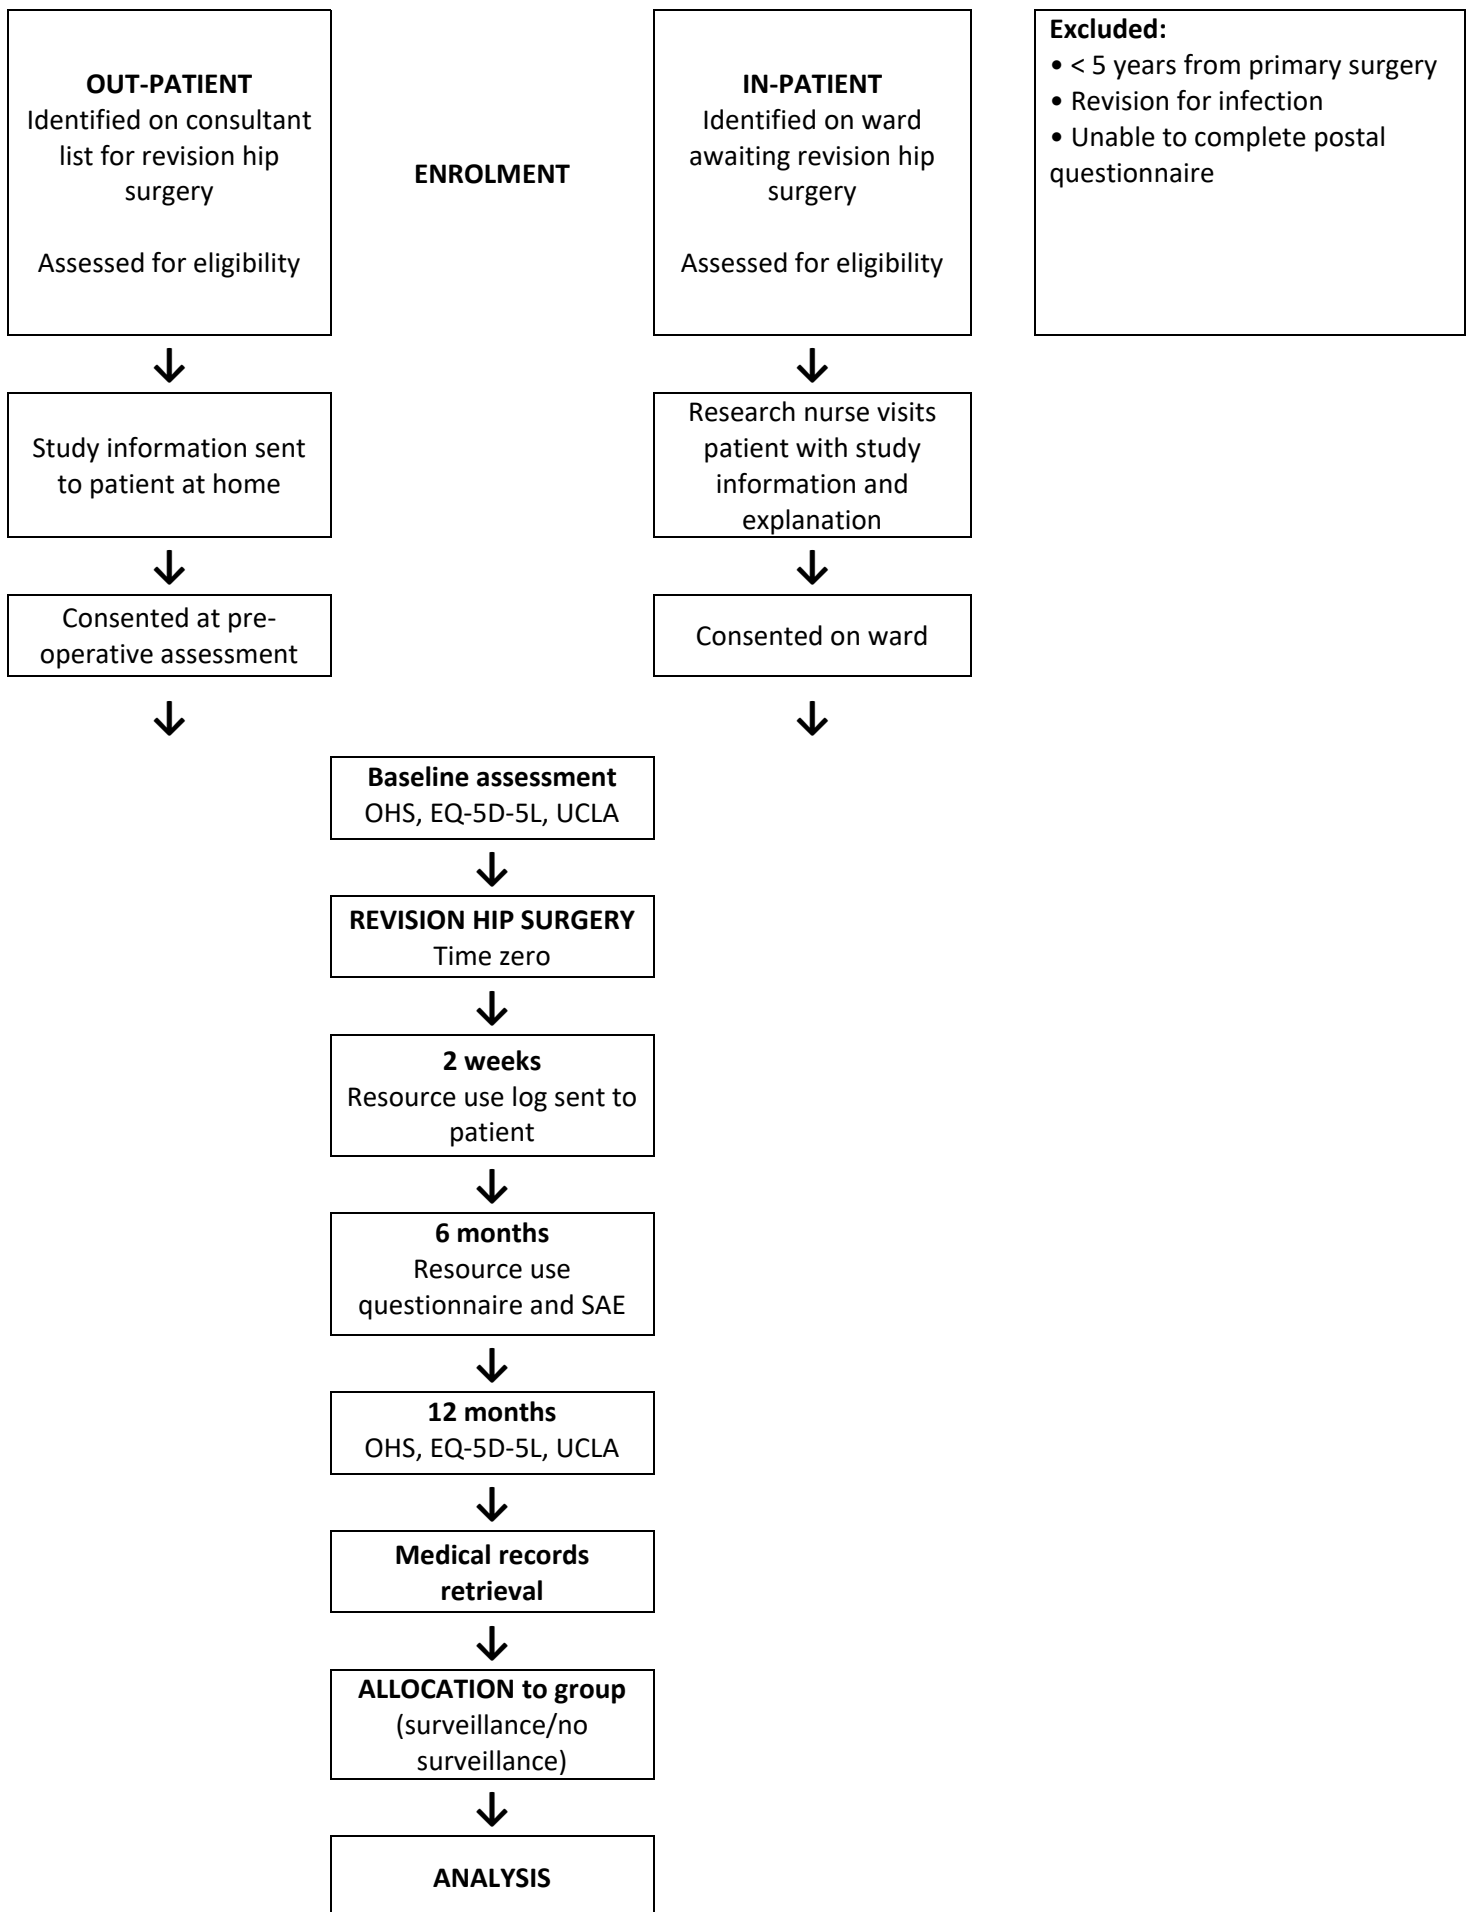 OUT-PATIENT
Identified on consultant
list for revision hip
surgery
Assessed for eligibility
ENROLMENT
IN-PATIENT
Identified on ward
awaiting revision hip
surgery
Assessed for eligibility
Excluded:
• < 5 years from primary surgery
• Revision for infection
• Unable to complete postal
questionnaire
Study information sent
to patient at home
Research nurse visits
patient with study
information and
explanation
Consented at pre-
operative assessment
Consented on ward
Baseline assessment
OHS, EQ-5D-5L, UCLA
REVISION HIP SURGERY
Time zero
2 weeks
Resource use log sent to
patient
6 months
Resource use
questionnaire and SAE
12 months
OHS, EQ-5D-5L, UCLA
Medical records
retrieval
ALLOCATION to group
(surveillance/no
surveillance)
ANALYSIS